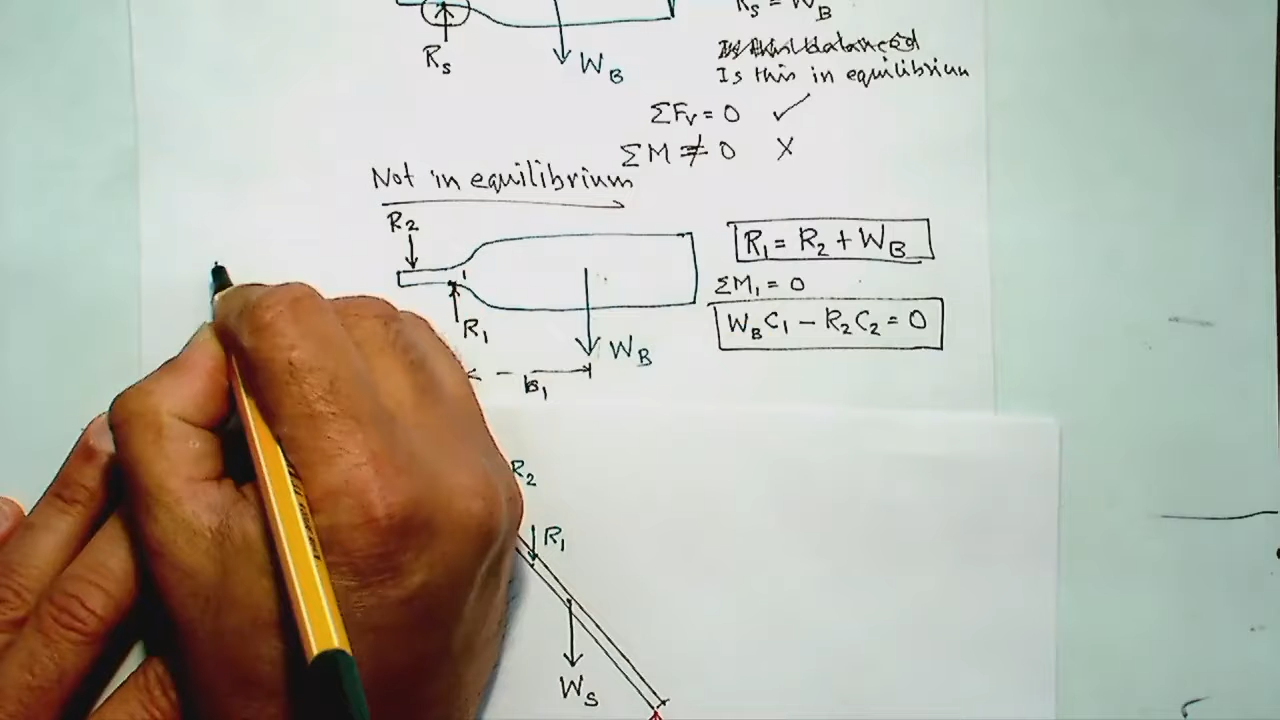 Rs = WB
Rs
WB
Is this in equilibrium
ΣFv = 0 ✓
ΣM ≠ 0 X
Not in equilibrium
R2
R1 = R2 + WB
ΣM1 = 0
R1
WB
WB C1 – R2 C2 = 0
b1
R2
R1
Ws